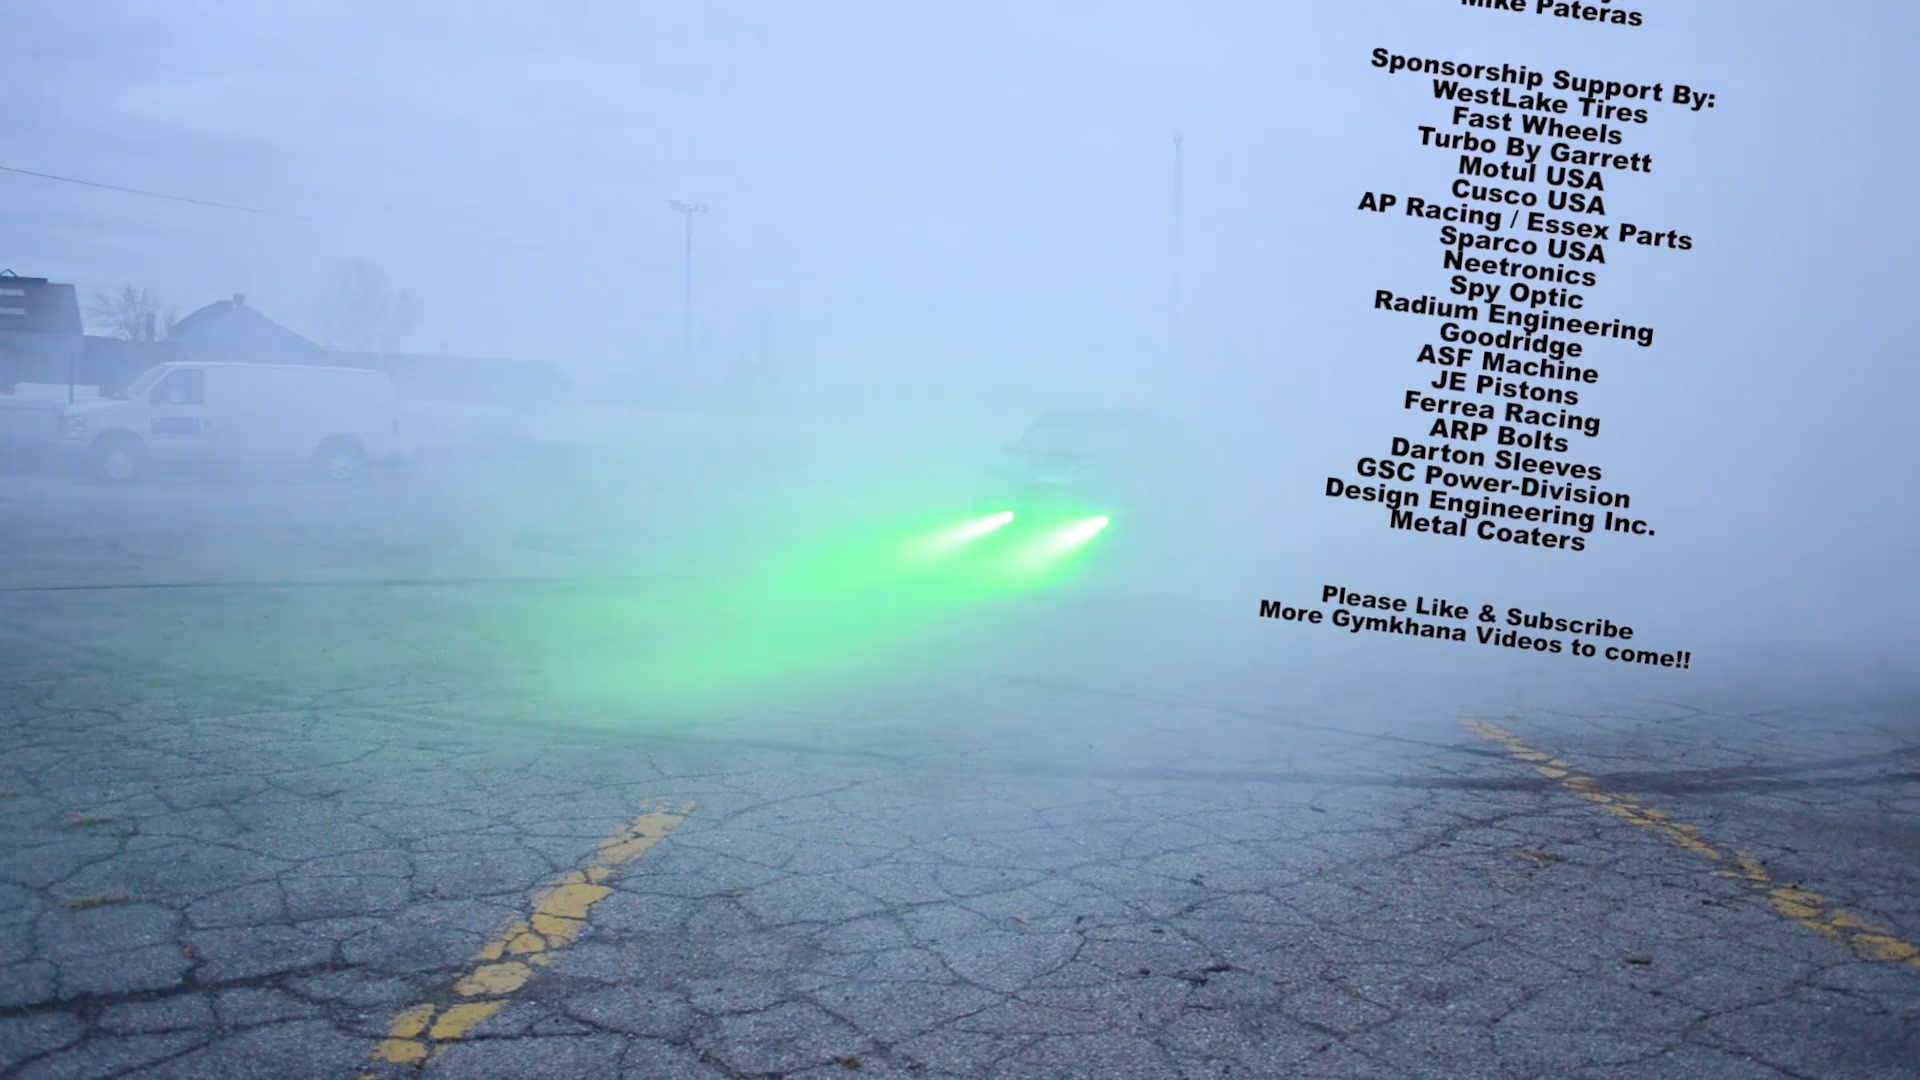 Mike Pateras
Sponsorship Support By:
WestLake Tires
Fast Wheels
Turbo By Garrett
Motul USA
Cusco USA
AP Racing / Essex Parts
Sparco USA
Neetronics
Spy Optic
Radium Engineering
Goodridge
ASF Machine
JE Pistons
Ferrea Racing
ARP Bolts
Darton Sleeves
GSC Power-Division
Design Engineering Inc.
Metal Coaters
Please Like & Subscribe
More Gymkhana Videos to come!!